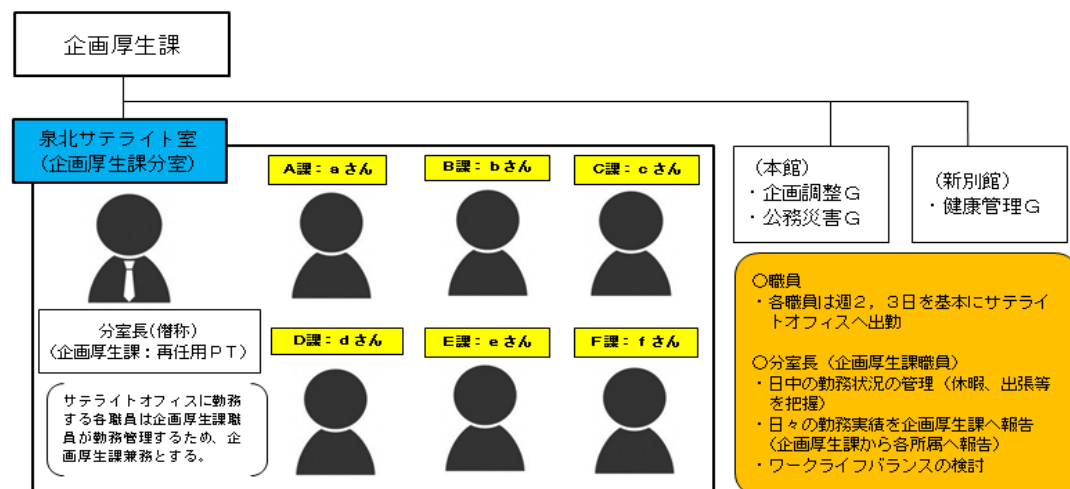 企画厚生課
泉北サテライト室
(企画厚生課分室)
A課：aさん
B課：bさん
C課：cさん
分室長(僭称)
(企画厚生課：再任用ＰＴ)
サテライトオフィスに勤務
する各職員は企画厚生課職
員が勤務管理するため、企
画厚生課兼務とする。
D課：dさん
E課：eさん
F課：fさん
(本館)
・企画調整Ｇ
・公務災害Ｇ
(新別館)
・健康管理Ｇ
○職員
・各職員は週２，３日を基本にサテライ
トオフィスへ出勤
○分室長（企画厚生課職員）
・日中の勤務状況の管理（休暇、出張等
を把握）
・日々の勤務実績を企画厚生課へ報告
(企画厚生課から各所属へ報告)
・ワークライフバランスの検討